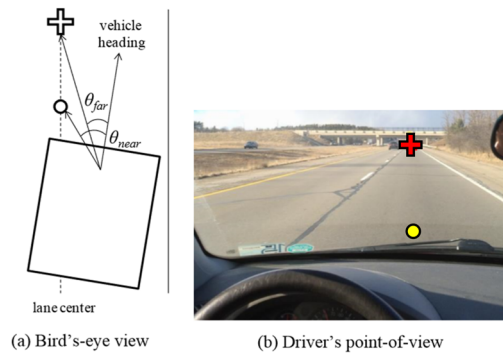 vehicle
heading
θfar
θnear
lane center
(a) Bird's-eye view
(b) Driver's point-of-view